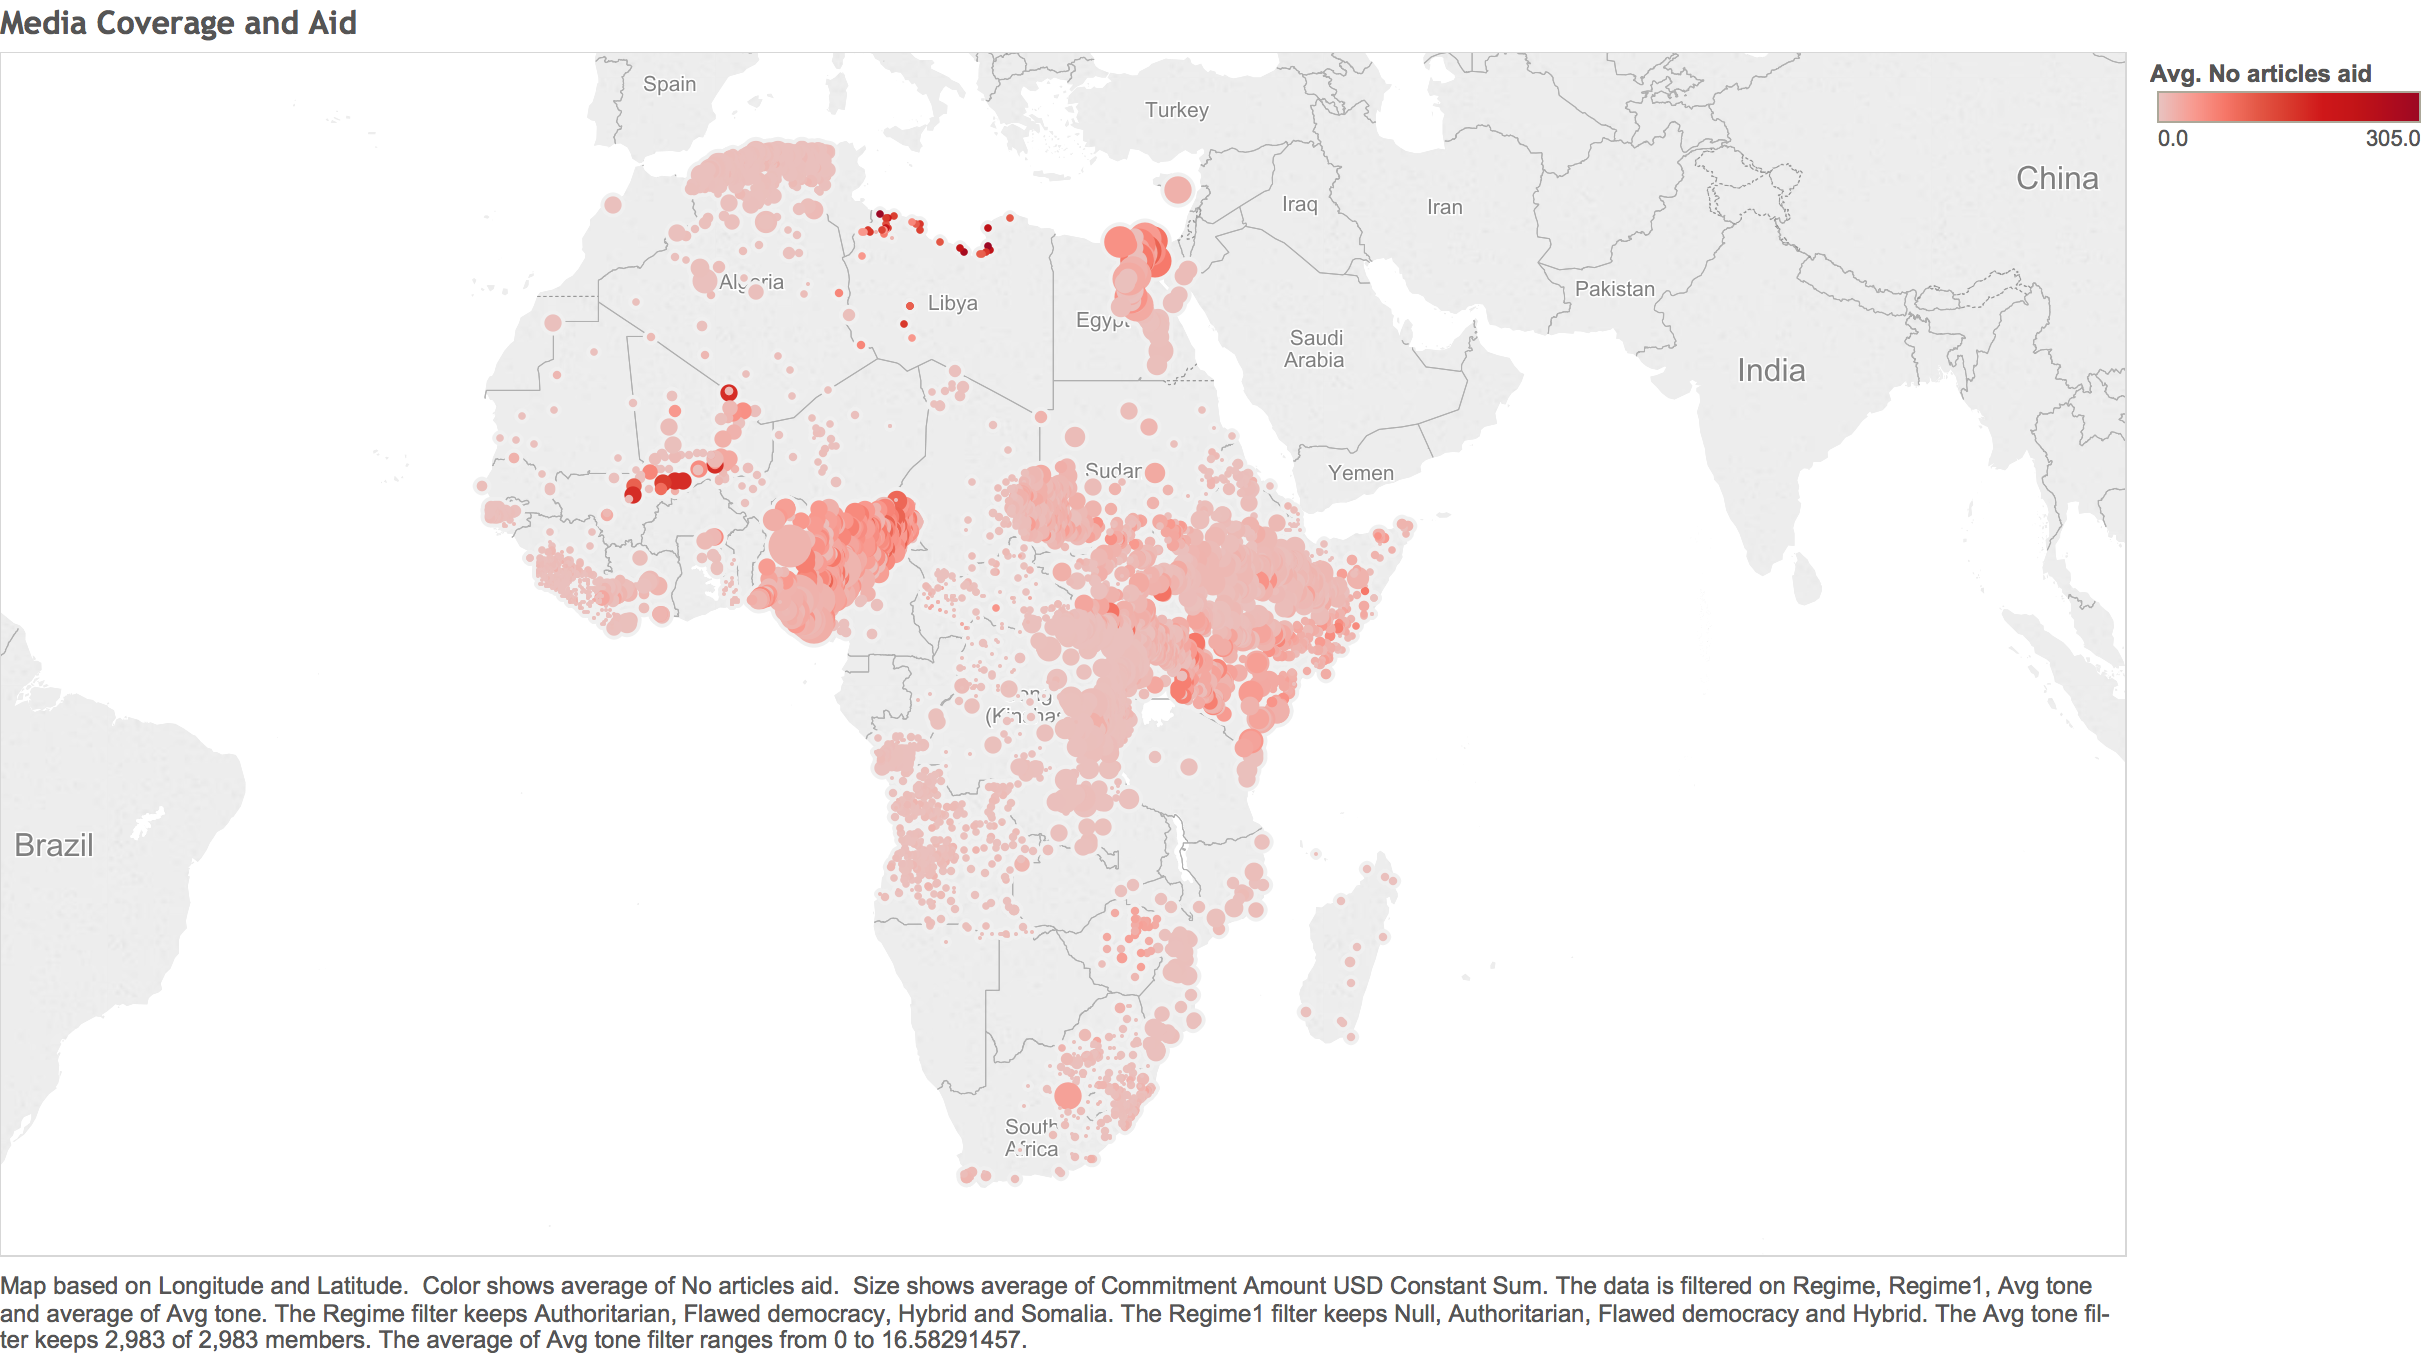 Media Coverage and Aid
Avg. No articles aid
0.0
305.0
Spain
Turkey
China
Iraq
Iran
Algeria
Libya
Pakistan
Egypt
Saudi
Arabia
India
Sudan
Yemen
Brazil
South
Africa
Map based on Longitude and Latitude.  Color shows average of No articles aid.  Size shows average of Commitment Amount USD Constant Sum. The data is filtered on Regime, Regime1, Avg tone
and average of Avg tone. The Regime filter keeps Authoritarian, Flawed democracy, Hybrid and Somalia. The Regime1 filter keeps Null, Authoritarian, Flawed democracy and Hybrid. The Avg tone fil-
ter keeps 2,983 of 2,983 members. The average of Avg tone filter ranges from 0 to 16.58291457.